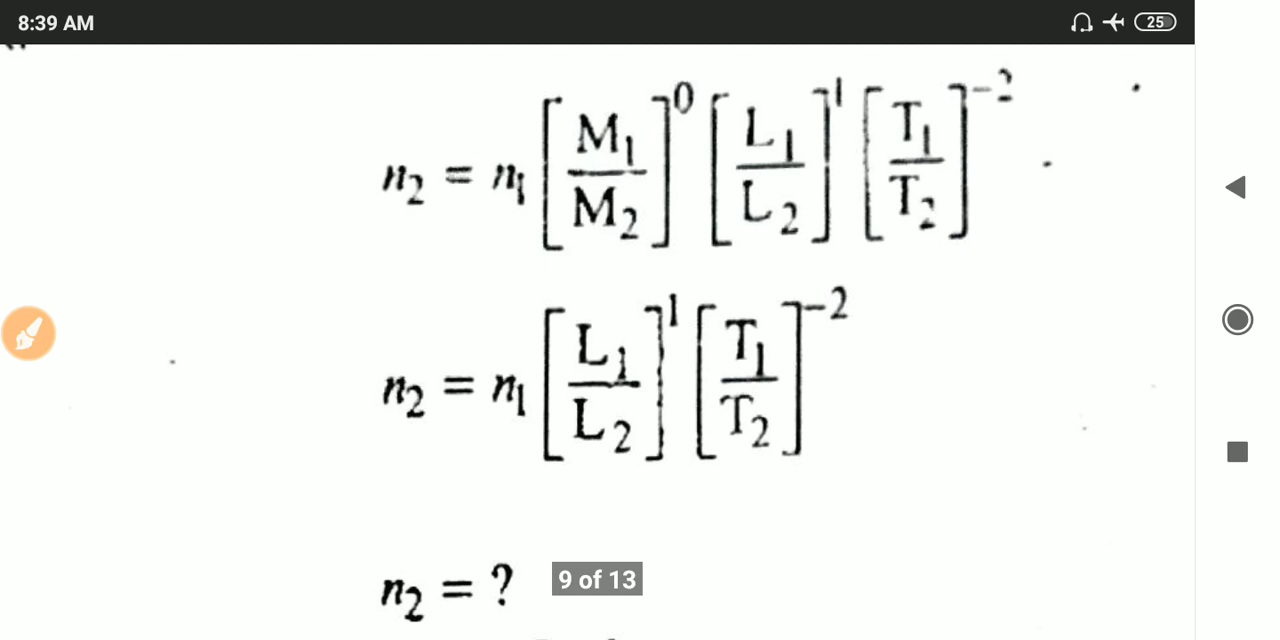 8:39 AM
25
n₂ = n₁ [M₁/M₂]⁰ [L₁/L₂]¹ [T₁/T₂]⁻²
n₂ = n₁ [L₁/L₂]¹ [T₁/T₂]⁻²
n₂ = ?
9 of 13